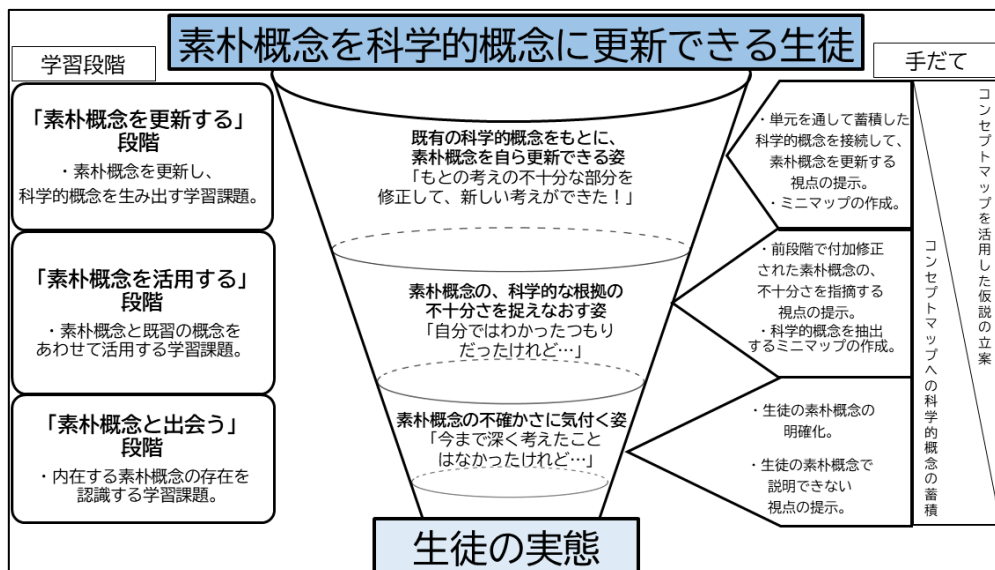 素朴概念を科学的概念に更新できる生徒
学習段階
手だて
「素朴概念を更新する」
段階
・素朴概念を更新し、
科学的概念を生み出す学習課題。
既有の科学的概念をもとに、
素朴概念を自ら更新できる姿
「もとの考えの不十分な部分を
修正して、新しい考えができた！」
・単元を通して蓄積した
科学的概念を接続して、
素朴概念を更新する
視点の提示。
・ミニマップの作成。
「素朴概念を活用する」
段階
・素朴概念と既習の概念を
あわせて活用する学習課題。
素朴概念の、科学的な根拠の
不十分さを捉えなおす姿
「自分ではわかったつもり
だったけれど…」
・前段階で付加修正
された素朴概念の、
不十分さを指摘する
視点の提示。
・科学的概念を抽出
するミニマップの作成。
「素朴概念と出会う」
段階
・内在する素朴概念の存在を
認識する学習課題。
素朴概念の不確かさに気付く姿
「今まで深く考えたこと
はなかったけれど…」
・生徒の素朴概念の
明確化。
・生徒の素朴概念で
説明できない
視点の提示。
コンセプトマップを活用した仮説の立案
コンセプトマップへの科学的概念の蓄積
生徒の実態